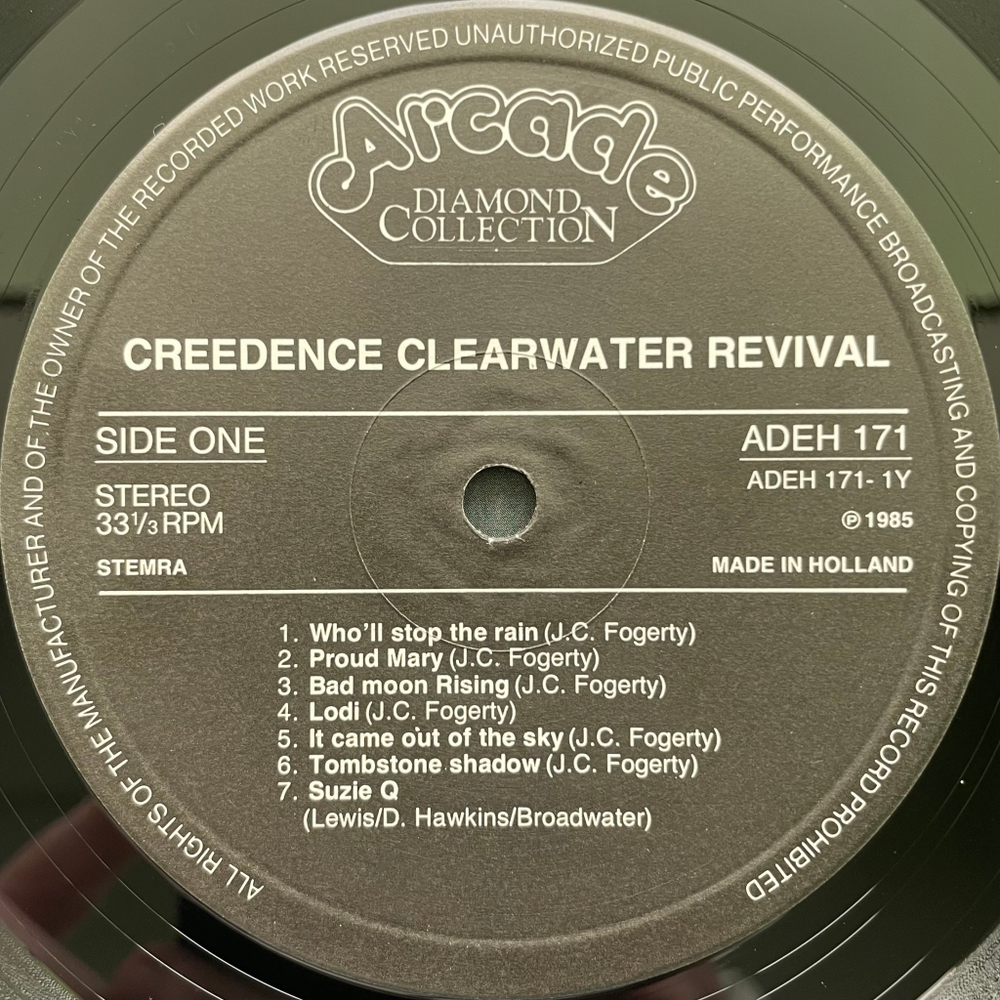 ALL RIGHTS OF THE MANUFACTURER AND OF THE OWNER OF THE RECORDED WORK RESERVED UNAUTHORIZED PUBLIC PERFORMANCE BROADCASTING AND COPYING OF THIS RECORD PROHIBITED
Arcade
DIAMOND
COLLECTION
CREEDENCE CLEARWATER REVIVAL
SIDE ONE
ADEH 171
STEREO
ADEH 171- 1Y
33⅓ RPM
℗ 1985
STEMRA
MADE IN HOLLAND
1. Who'll stop the rain (J.C. Fogerty)
2. Proud Mary (J.C. Fogerty)
3. Bad moon Rising (J.C. Fogerty)
4. Lodi (J.C. Fogerty)
5. It came out of the sky (J.C. Fogerty)
6. Tombstone shadow (J.C. Fogerty)
7. Suzie Q
(Lewis/D. Hawkins/Broadwater)